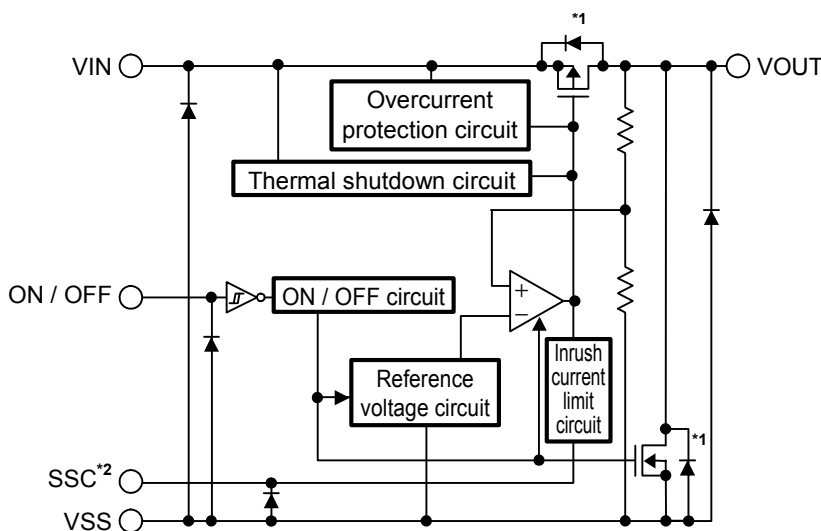 *1
VIN
VOUT
Overcurrent
protection circuit
Thermal shutdown circuit
ON / OFF
ON / OFF circuit
+
−
Inrush
current
limit
circuit
Reference
voltage circuit
*1
SSC*2
VSS